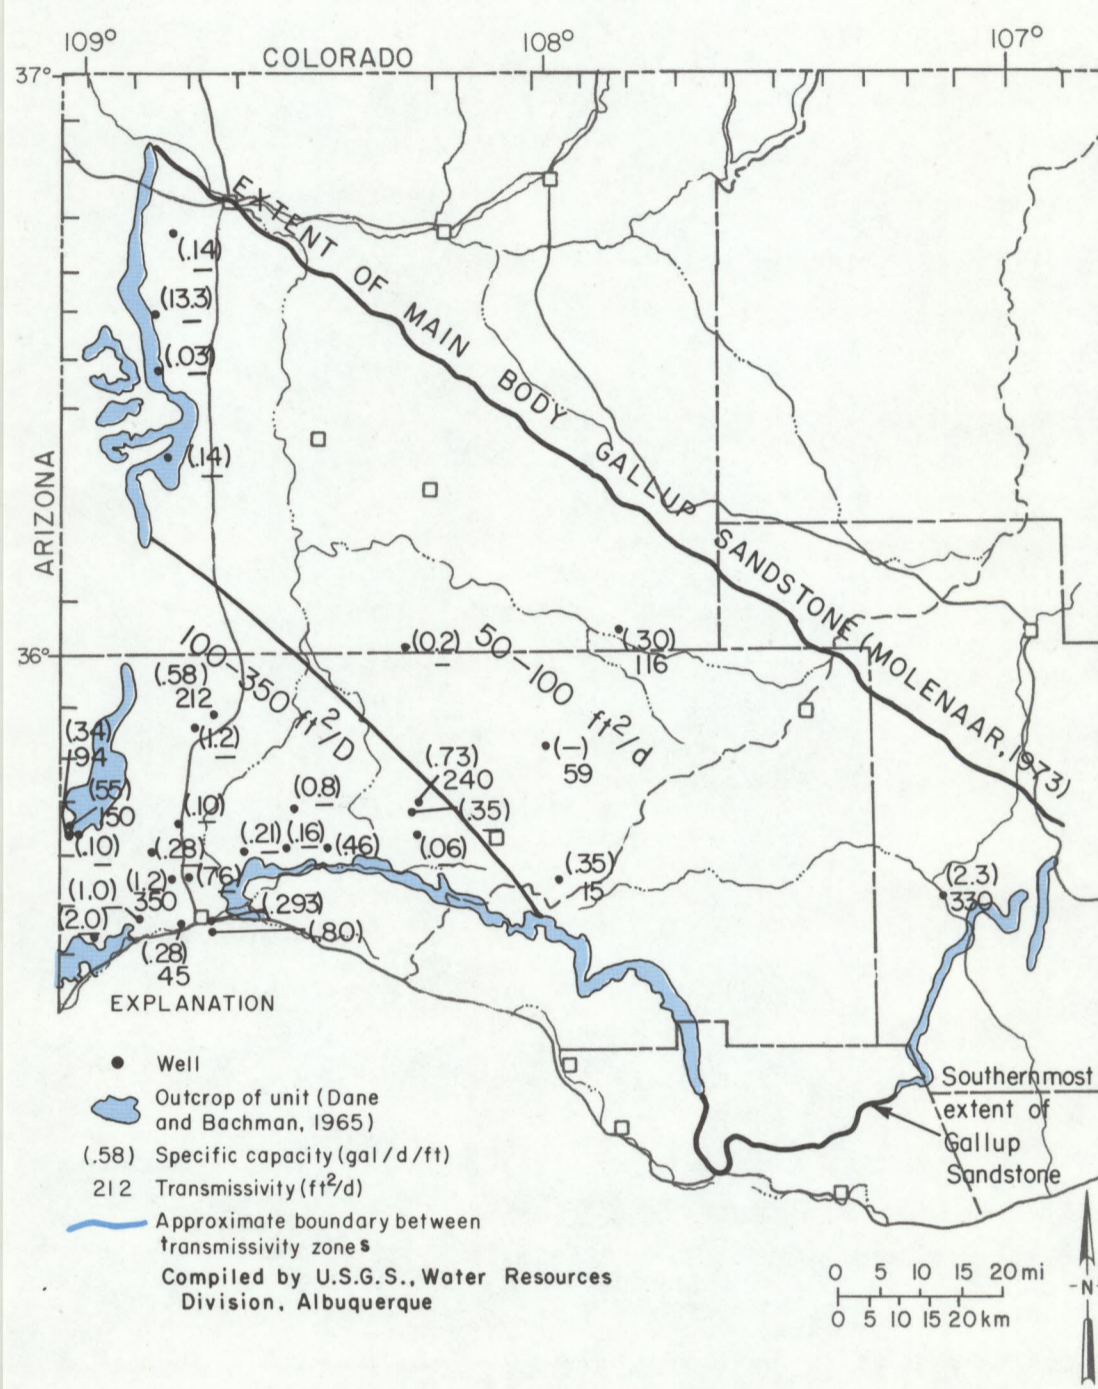 109° 108° 107°
COLORADO
37°
EXTENT OF MAIN BODY GALLUP SANDSTONE (MOLENAAR, 1973)
(.14)
—
(13.3)
—
(.03)
—
(.14)
—
ARIZONA
36°
100–350 ft²/D
50–100 ft²/d
(0.2)
—
(.30)
116
(.58)
212
(1.2)
—
(.34)
94
(–)
59
(.73)
240
(.35)
(55)
150
(.10)
—
(0.8)
—
(.10)
—
(.28)
(.21)
—
(.16)
—
(46)
(.06)
—
(.35)
15
(2.3)
330
(1.0)
—
(1.2)
350
(76)
(2.0)
—
(293)
(.80)
(.28)
45
EXPLANATION
Well
Outcrop of unit (Dane
and Bachman, 1965)
(.58) Specific capacity (gal/d/ft)
212 Transmissivity (ft²/d)
Approximate boundary between
transmissivity zones
Compiled by U.S.G.S., Water Resources
Division, Albuquerque
Southernmost
extent of
Gallup
Sandstone
0 5 10 15 20 mi
0 5 10 15 20 km
-N-